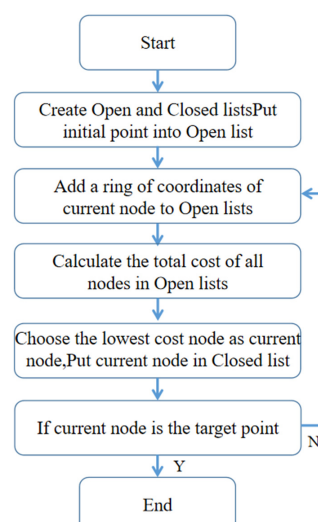 Start
Create Open and Closed listsPut
initial point into Open list
Add a ring of coordinates of
current node to Open lists
Calculate the total cost of all
nodes in Open lists
Choose the lowest cost node as current
node,Put current node in Closed list
If current node is the target point
N
Y
End